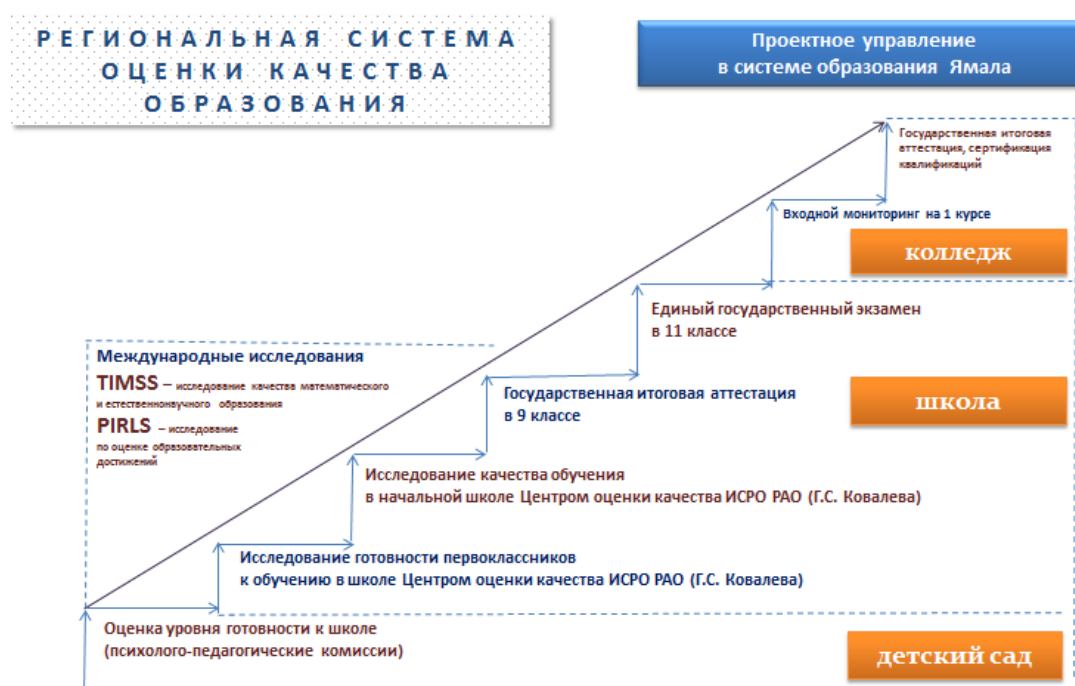 РЕГИОНАЛЬНАЯ СИСТЕМА
ОЦЕНКИ КАЧЕСТВА
ОБРАЗОВАНИЯ
Проектное управление
в системе образования Ямала
Государственная итоговая
аттестация, сертификация
квалификаций
Входной мониторинг на 1 курсе
колледж
Единый государственный экзамен
в 11 классе
Международные исследования
TIMSS – исследование качества математического
и естественнонаучного образования
PIRLS – исследование
по оценке образовательных
достижений
Государственная итоговая аттестация
в 9 классе
школа
Исследование качества обучения
в начальной школе Центром оценки качества ИСРО РАО (Г.С. Ковалева)
Исследование готовности первоклассников
к обучению в школе Центром оценки качества ИСРО РАО (Г.С. Ковалева)
Оценка уровня готовности к школе
(психолого-педагогические комиссии)
детский сад